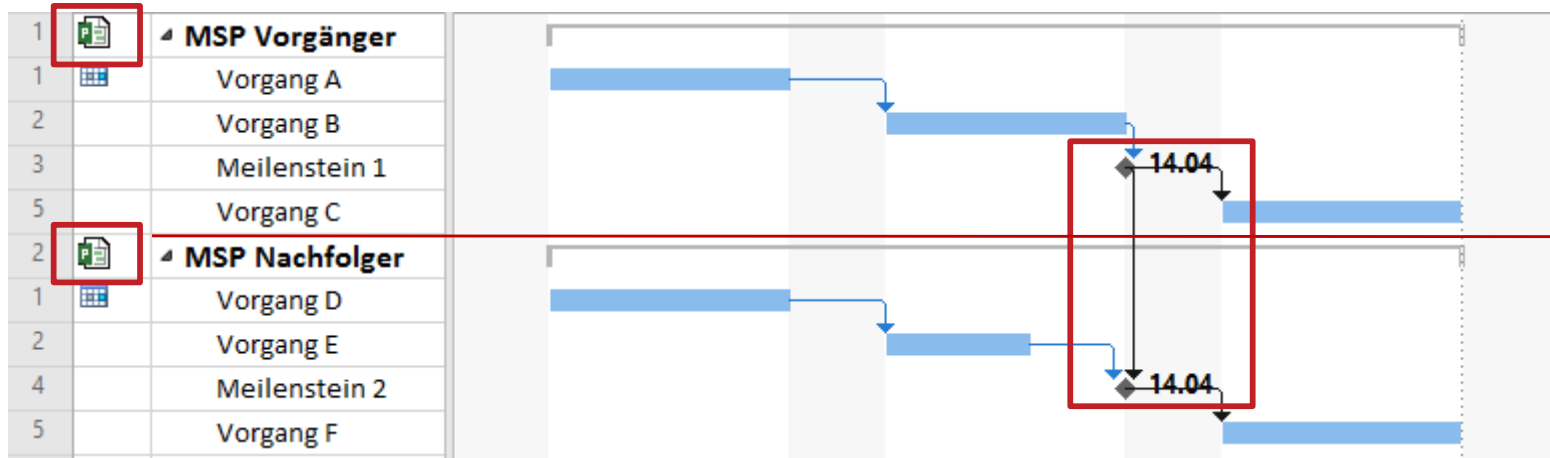 1 MSP Vorgänger
1 Vorgang A
2 Vorgang B
3 Meilenstein 1 14.04
5 Vorgang C
2 MSP Nachfolger
1 Vorgang D
2 Vorgang E
4 Meilenstein 2 14.04
5 Vorgang F